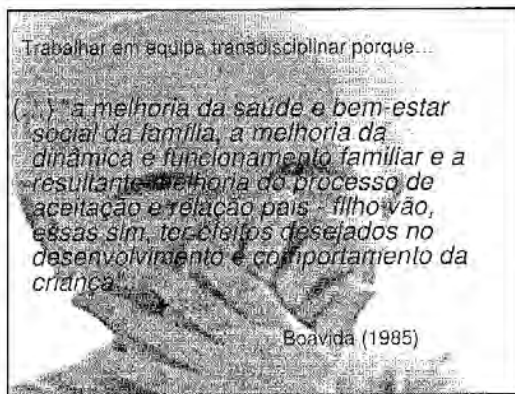 Trabalhar em equipa transdisciplinar porque...
(...) "a melhoria da saúde e bem-estar
social da família, a melhoria da
dinâmica e funcionamento familiar e a
resultante melhoria do processo de
aceitação e relação pais - filho vão,
essas sim, ter efeitos desejados no
desenvolvimento e comportamento da
criança"...
Boavida (1985)